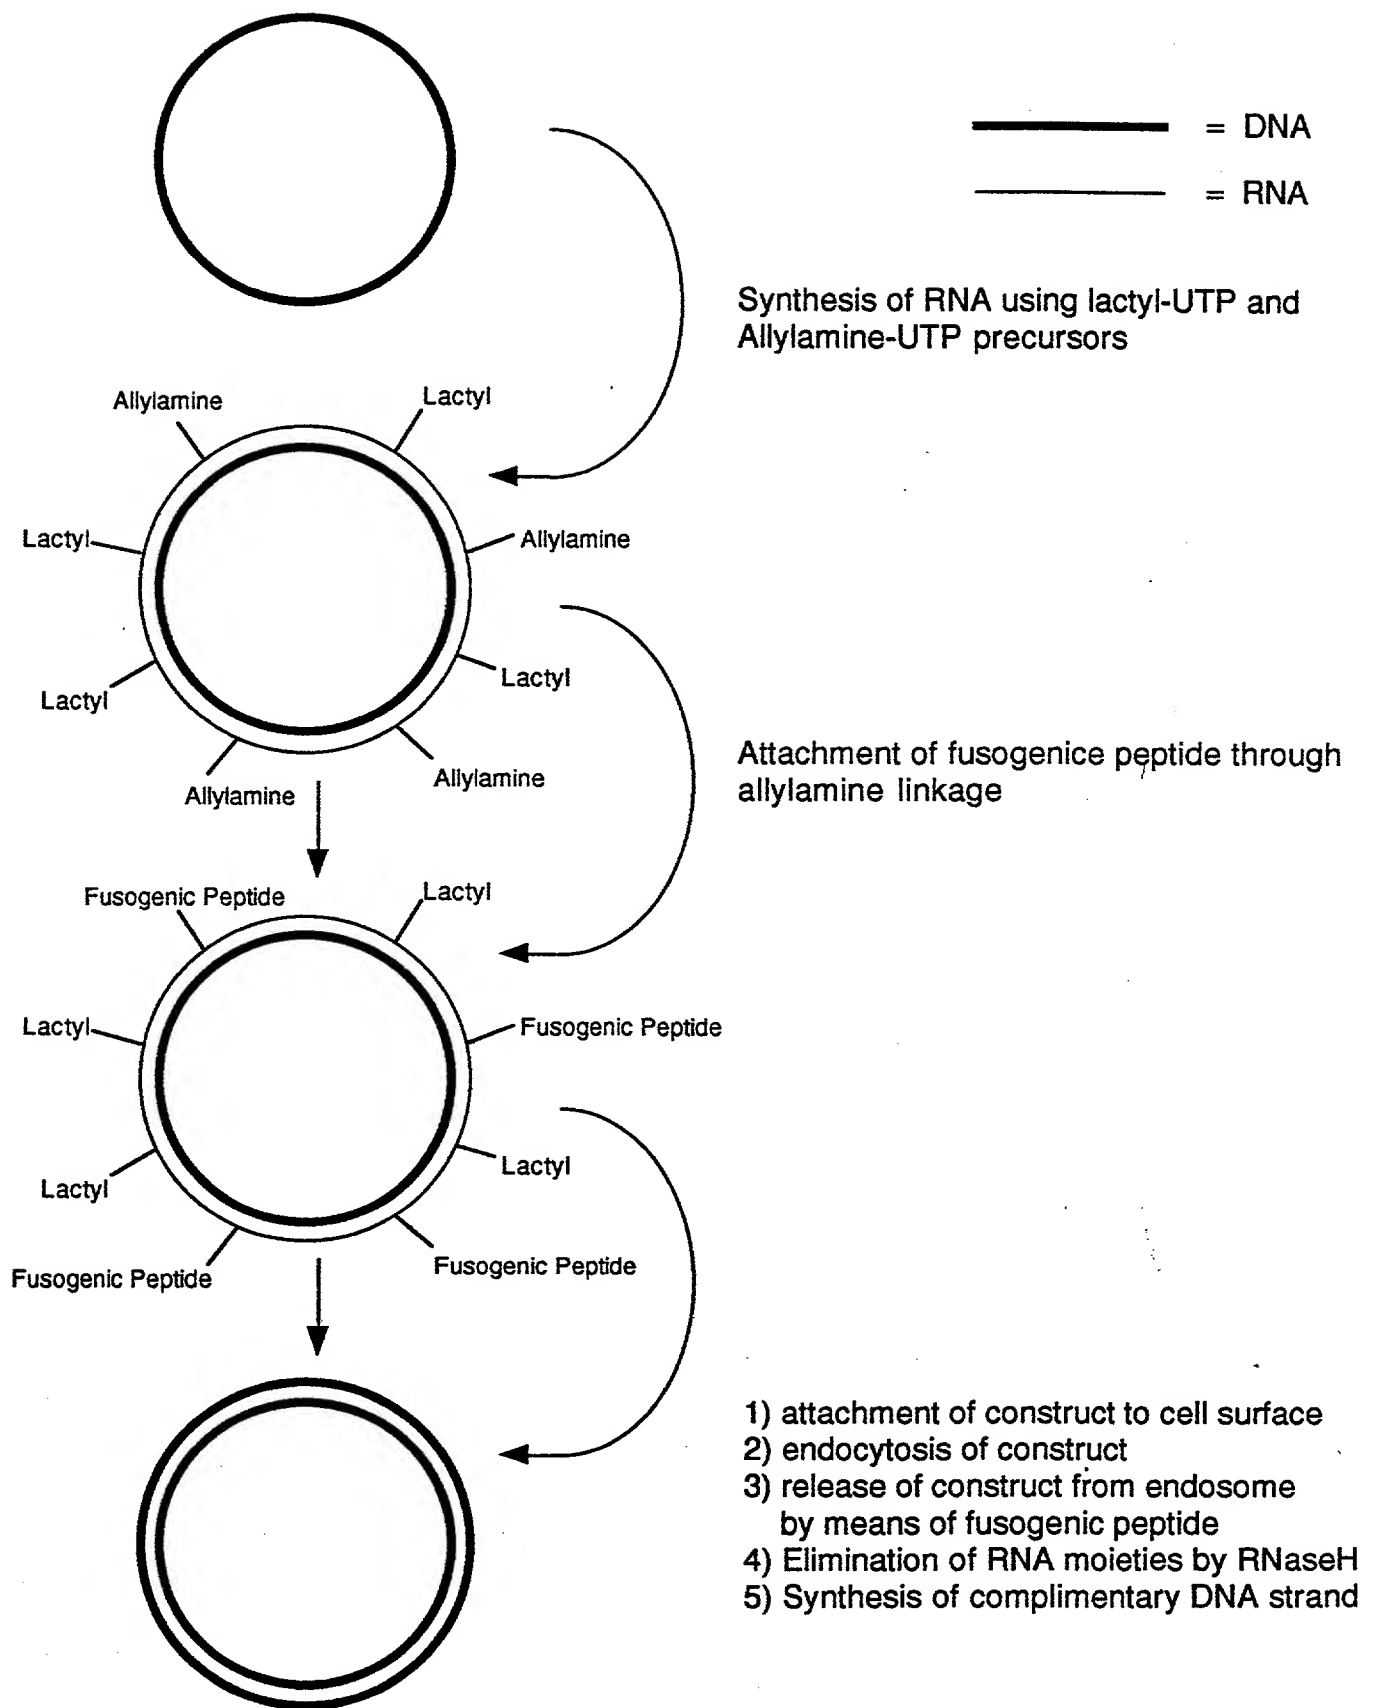 = DNA
= RNA
Synthesis of RNA using lactyl-UTP and
Allylamine-UTP precursors
Allylamine
Lactyl
Lactyl
Allylamine
Lactyl
Lactyl
Allylamine
Allylamine
Attachment of fusogenice peptide through
allylamine linkage
Fusogenic Peptide
Lactyl
Lactyl
Fusogenic Peptide
Lactyl
Lactyl
Fusogenic Peptide
Fusogenic Peptide
1) attachment of construct to cell surface
2) endocytosis of construct
3) release of construct from endosome
by means of fusogenic peptide
4) Elimination of RNA moieties by RNaseH
5) Synthesis of complimentary DNA strand